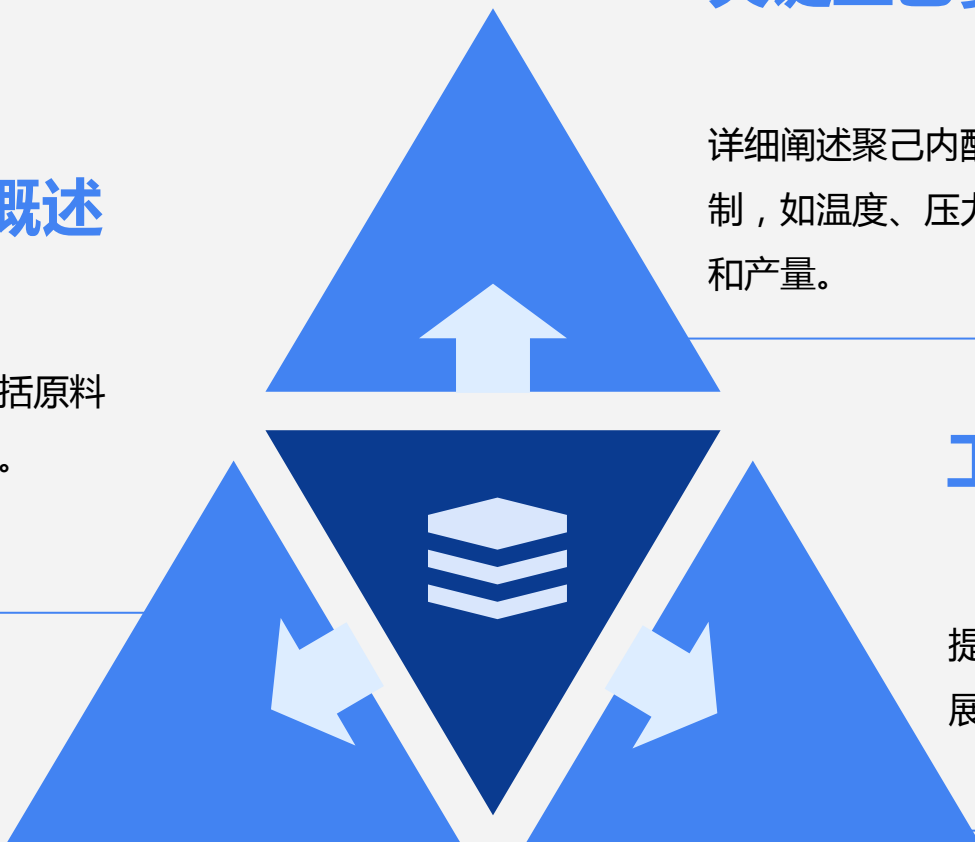 概述
括原料
。
详细阐述聚己内
制，如温度、压力
和产量。
工
提
展